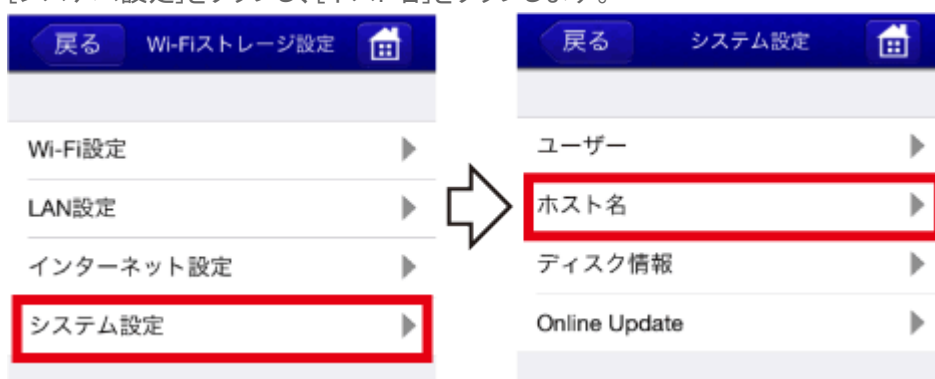 戻る Wi-Fiストレージ設定
Wi-Fi設定
LAN設定
インターネット設定
システム設定
戻る システム設定
ユーザー
ホスト名
ディスク情報
Online Update